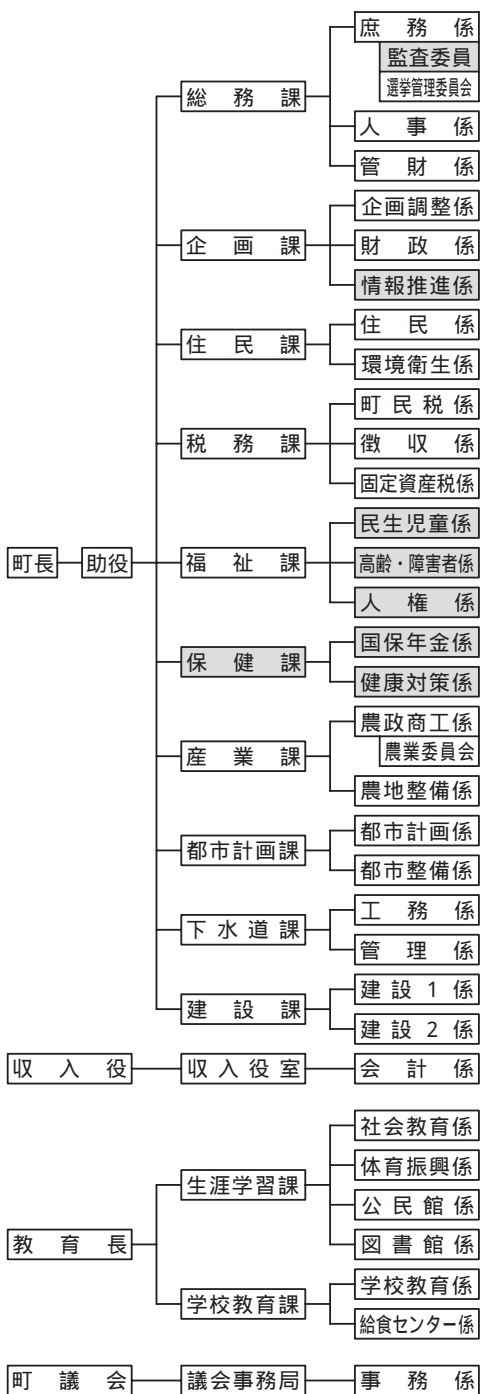 庶務係
監査委員
選挙管理委員会
総務課
人事係
管財係
企画調整係
企画課
財政係
情報推進係
住民係
住民課
環境衛生係
町民税係
税務課
徴収係
固定資産税係
民生児童係
町長
助役
福祉課
高齢・障害者係
人権係
国保年金係
保健課
健康対策係
農政商工係
農業委員会
産業課
農地整備係
都市計画係
都市計画課
都市整備係
工務係
下水道課
管理係
建設1係
建設課
建設2係
収入役
収入役室
会計係
社会教育係
体育振興係
生涯学習課
公民館係
教育長
図書館係
学校教育係
学校教育課
給食センター係
町議会
議会事務局
事務係